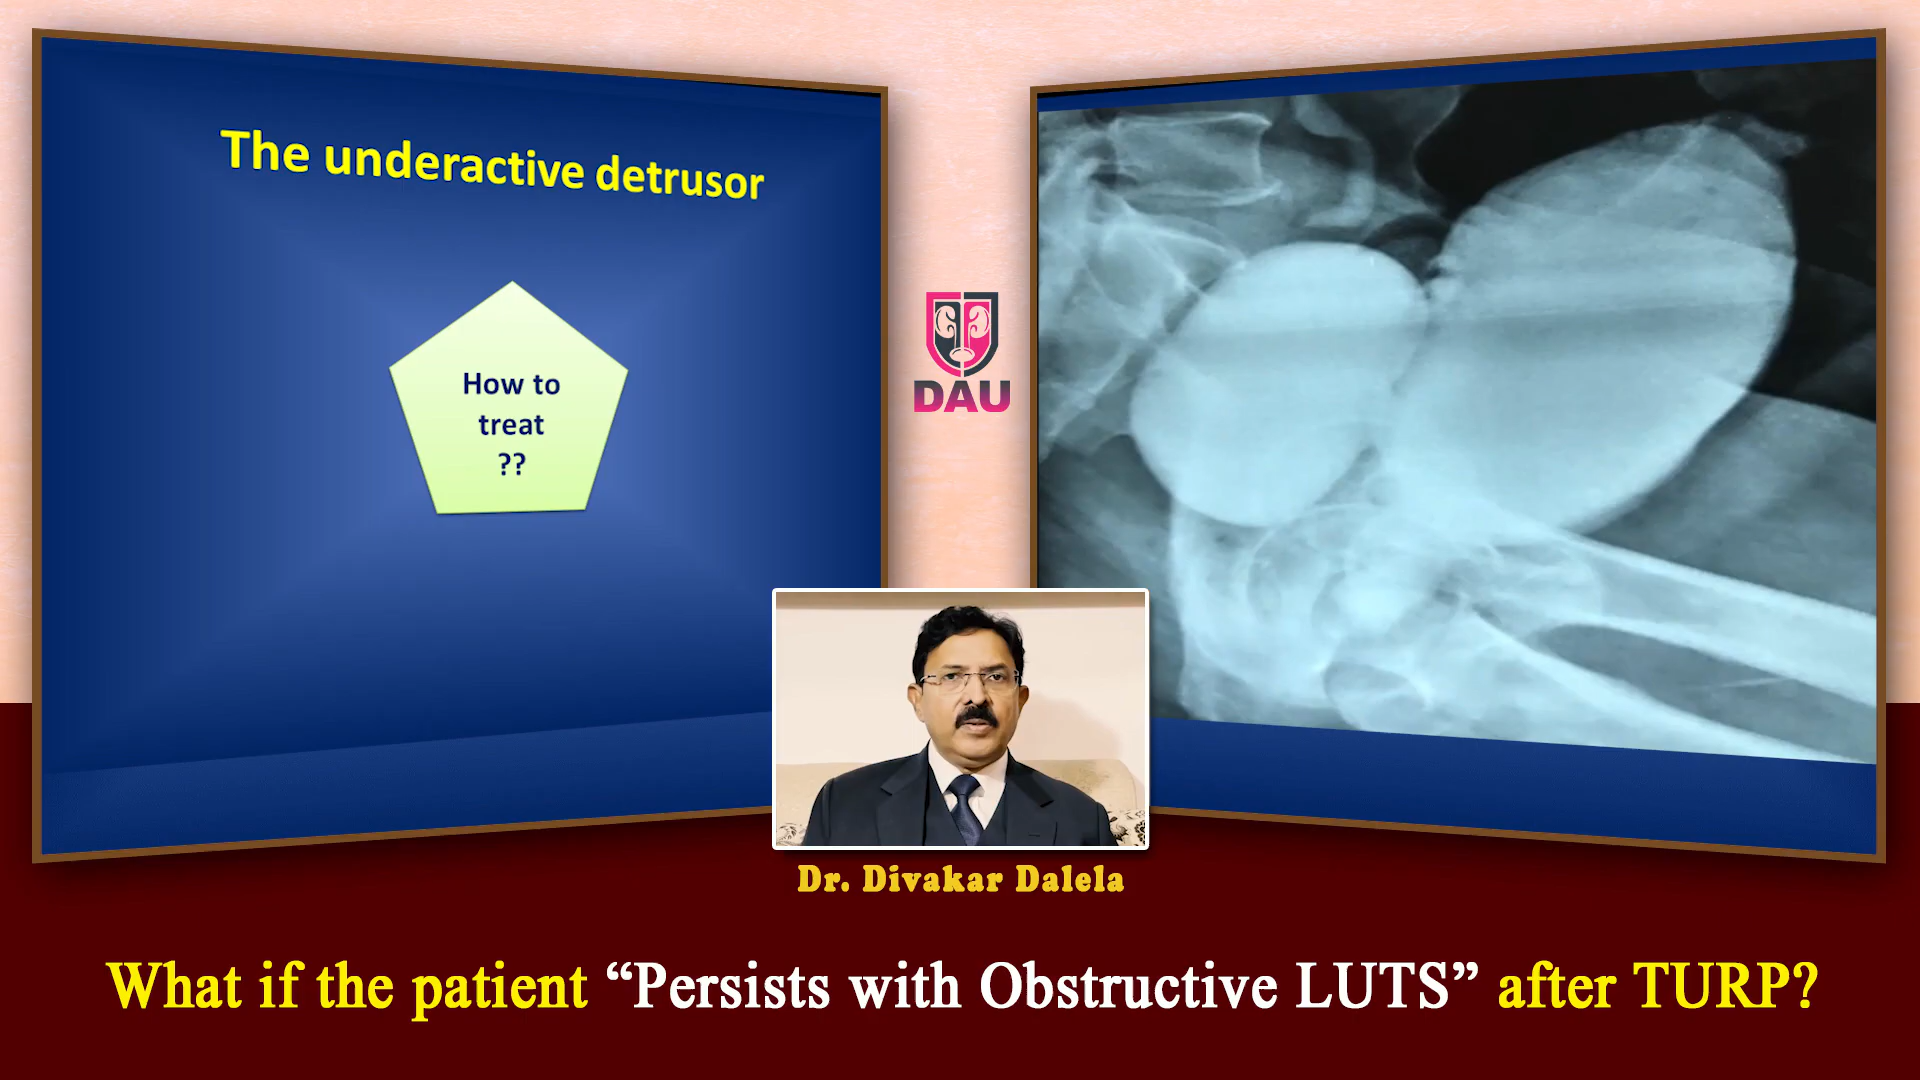 The underactive detrusor
How to
treat
??
DAU
Dr. Divakar Dalela
What if the patient “Persists with Obstructive LUTS” after TURP?